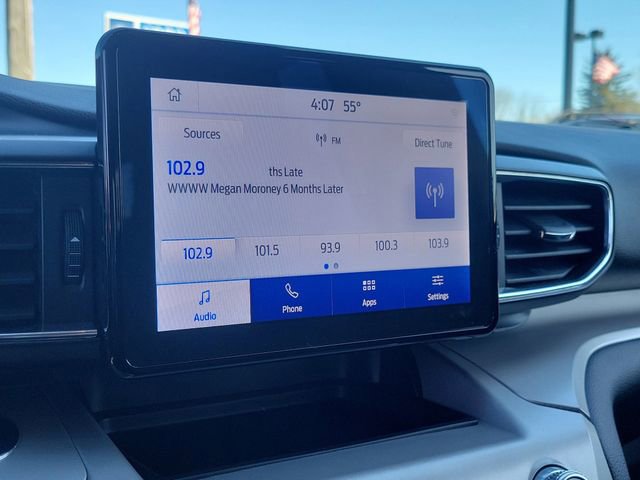 4:07 55°
Sources
FM
Direct Tune
102.9
ths Late
WWWW Megan Moroney 6 Months Later
102.9 101.5 93.9 100.3 103.9
Audio Phone Apps Settings